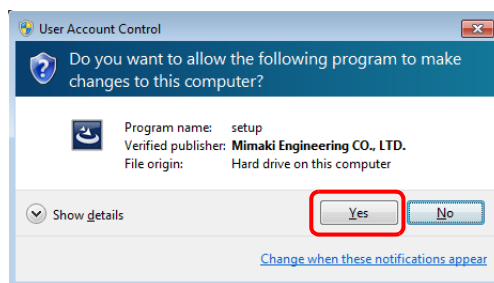 User Account Control
Do you want to allow the following program to make
changes to this computer?
Program name: setup
Verified publisher: Mimaki Engineering CO., LTD.
File origin: Hard drive on this computer
Show details Yes No
Change when these notifications appear